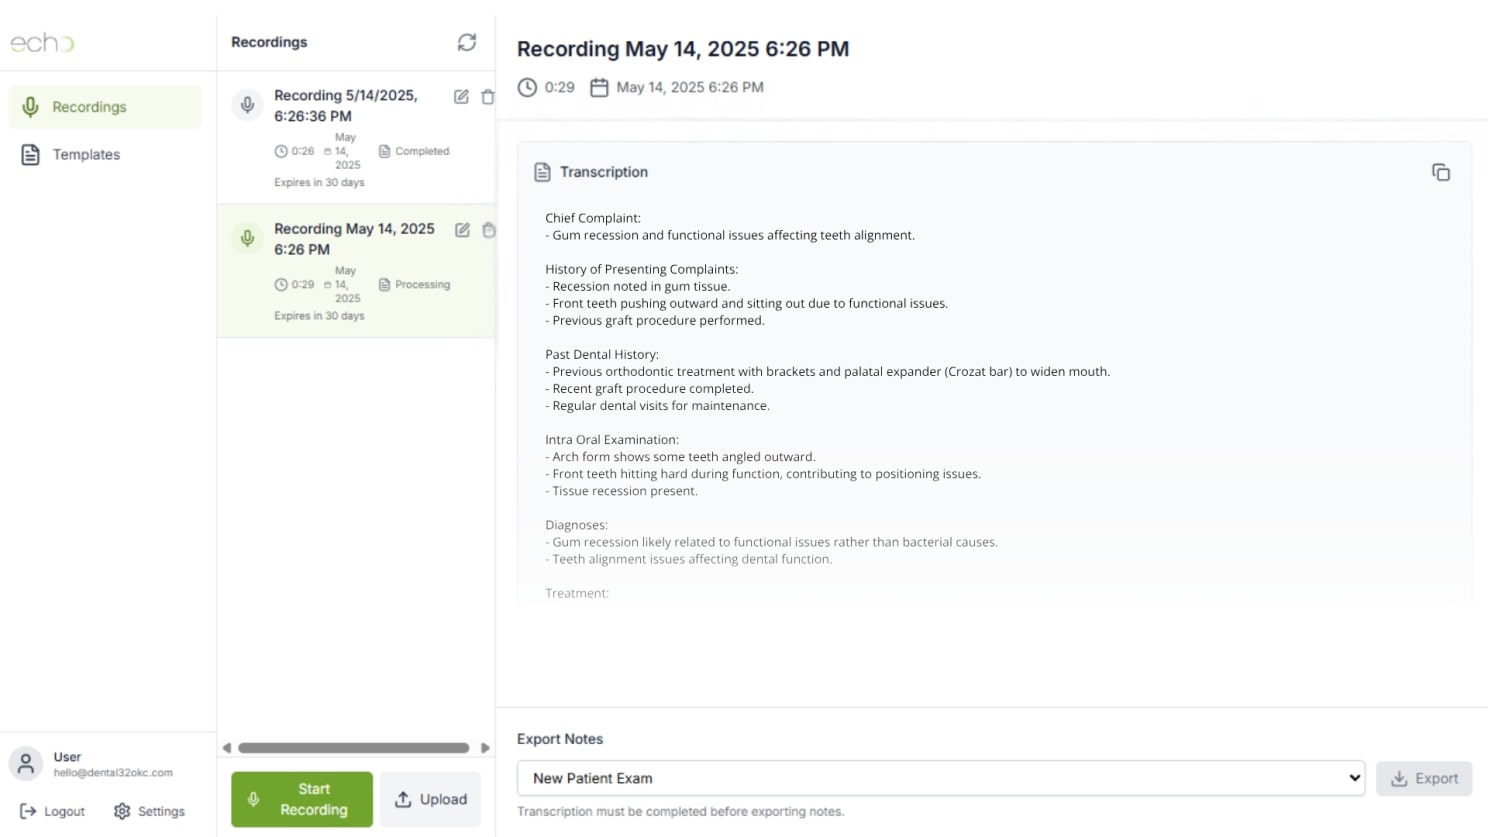 echo
Recordings
Templates
User
hello@dental32okc.com
Logout
Settings
Recordings
Recording 5/14/2025,
6:26:36 PM
0:26
May
14,
2025
Completed
Expires in 30 days
Recording May 14, 2025
6:26 PM
0:29
May
14,
2025
Processing
Expires in 30 days
Start
Recording
Upload
Recording May 14, 2025 6:26 PM
0:29 May 14, 2025 6:26 PM
Transcription
Chief Complaint:
- Gum recession and functional issues affecting teeth alignment.
History of Presenting Complaints:
- Recession noted in gum tissue.
- Front teeth pushing outward and sitting out due to functional issues.
- Previous graft procedure performed.
Past Dental History:
- Previous orthodontic treatment with brackets and palatal expander (Crozat bar) to widen mouth.
- Recent graft procedure completed.
- Regular dental visits for maintenance.
Intra Oral Examination:
- Arch form shows some teeth angled outward.
- Front teeth hitting hard during function, contributing to positioning issues.
- Tissue recession present.
Diagnoses:
- Gum recession likely related to functional issues rather than bacterial causes.
- Teeth alignment issues affecting dental function.
Treatment:
Export Notes
New Patient Exam
Export
Transcription must be completed before exporting notes.